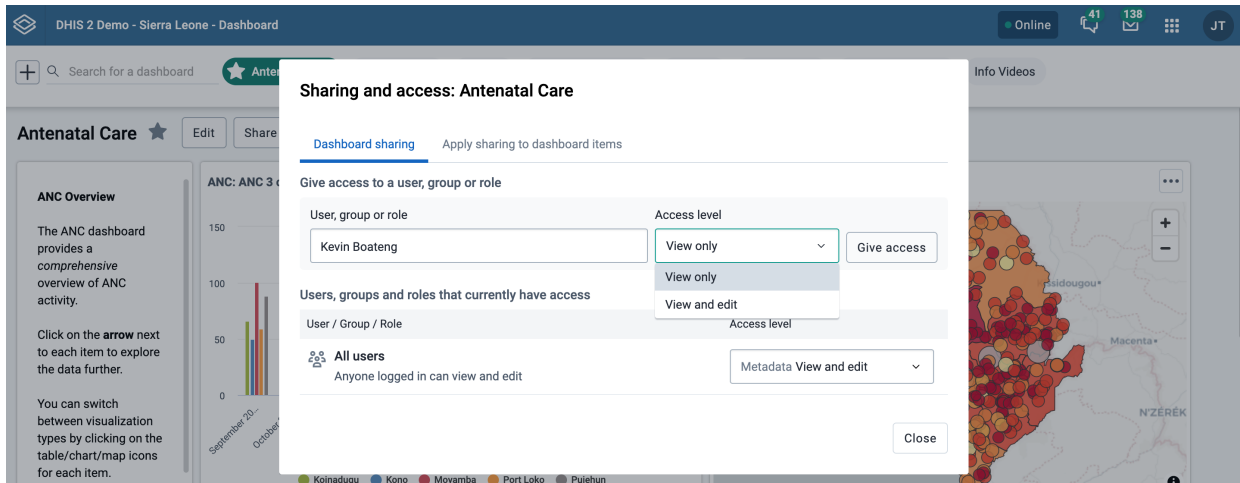 DHIS 2 Demo - Sierra Leone - Dashboard
Online
41
138
JT
Search for a dashboard
Info Videos
Sharing and access: Antenatal Care
Antenatal Care
Edit
Share
Dashboard sharing
Apply sharing to dashboard items
Give access to a user, group or role
User, group or role
Access level
Kevin Boateng
View only
Give access
View only
View and edit
Users, groups and roles that currently have access
User / Group / Role
Access level
All users
Anyone logged in can view and edit
Metadata View and edit
Close
ANC Overview
The ANC dashboard
provides a
comprehensive
overview of ANC
activity.
Click on the arrow next
to each item to explore
the data further.
You can switch
between visualization
types by clicking on the
table/chart/map icons
for each item.
ANC: ANC 3
150
100
50
0
September 20...
Macenta
N'ZÉRÉK
Koinadugu
Kono
Moyamba
Port Loko
Pujehun